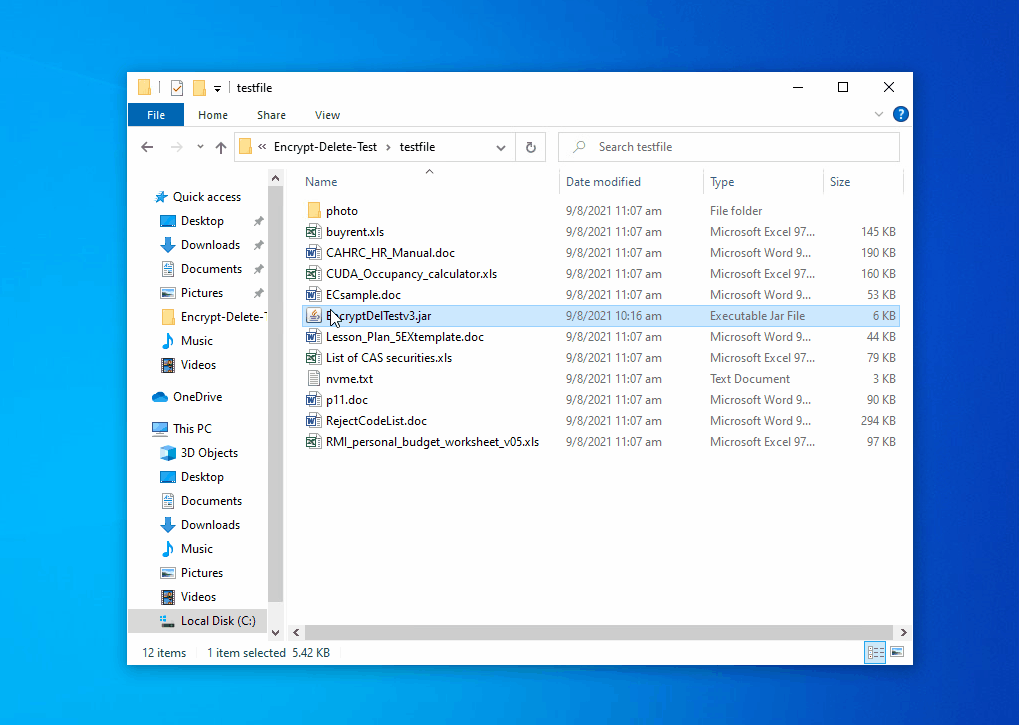 testfile
File Home Share View
Encrypt-Delete-Test testfile Search testfile
Name Date modified Type Size
Quick access
Desktop
Downloads
Documents
Pictures
Encrypt-Delete-
Music
Videos
OneDrive
This PC
3D Objects
Desktop
Documents
Downloads
Music
Pictures
Videos
Local Disk (C:)
photo 9/8/2021 11:07 am File folder
buyrent.xls 9/8/2021 11:07 am Microsoft Excel 97... 145 KB
CAHRC_HR_Manual.doc 9/8/2021 11:07 am Microsoft Word 9... 190 KB
CUDA_Occupancy_calculator.xls 9/8/2021 11:07 am Microsoft Excel 97... 160 KB
ECsample.doc 9/8/2021 11:07 am Microsoft Word 9... 53 KB
EncryptDelTestv3.jar 9/8/2021 10:16 am Executable Jar File 6 KB
Lesson_Plan_5EXtemplate.doc 9/8/2021 11:07 am Microsoft Word 9... 44 KB
List of CAS securities.xls 9/8/2021 11:07 am Microsoft Excel 97... 79 KB
nvme.txt 9/8/2021 11:07 am Text Document 3 KB
p11.doc 9/8/2021 11:07 am Microsoft Word 9... 90 KB
RejectCodeList.doc 9/8/2021 11:07 am Microsoft Word 9... 294 KB
RMI_personal_budget_worksheet_v05.xls 9/8/2021 11:07 am Microsoft Excel 97... 97 KB
12 items 1 item selected 5.42 KB